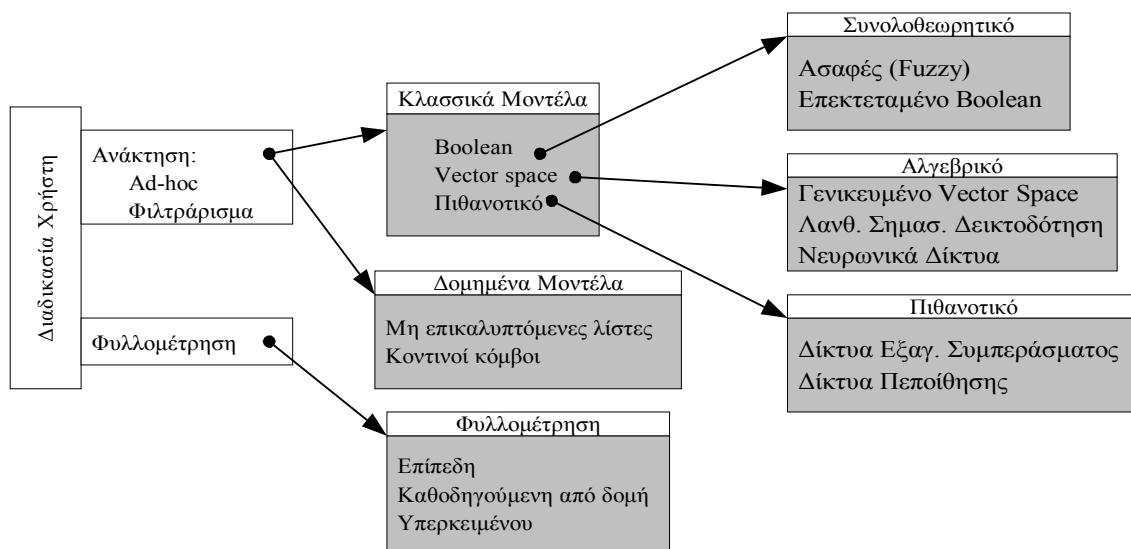 Διαδικασία Χρήστη
Ανάκτηση:
Ad-hoc
Φιλτράρισμα
Φυλλομέτρηση
Κλασσικά Μοντέλα
Boolean
Vector space
Πιθανοτικό
Δομημένα Μοντέλα
Μη επικαλυπτόμενες λίστες
Κοντινοί κόμβοι
Φυλλομέτρηση
Επίπεδη
Καθοδηγούμενη από δομή
Υπερκειμένου
Συνολοθεωρητικό
Ασαφές (Fuzzy)
Επεκτεταμένο Boolean
Αλγεβρικό
Γενικευμένο Vector Space
Λανθ. Σημασ. Δεικτοδότηση
Νευρωνικά Δίκτυα
Πιθανοτικό
Δίκτυα Εξαγ. Συμπεράσματος
Δίκτυα Πεποίθησης